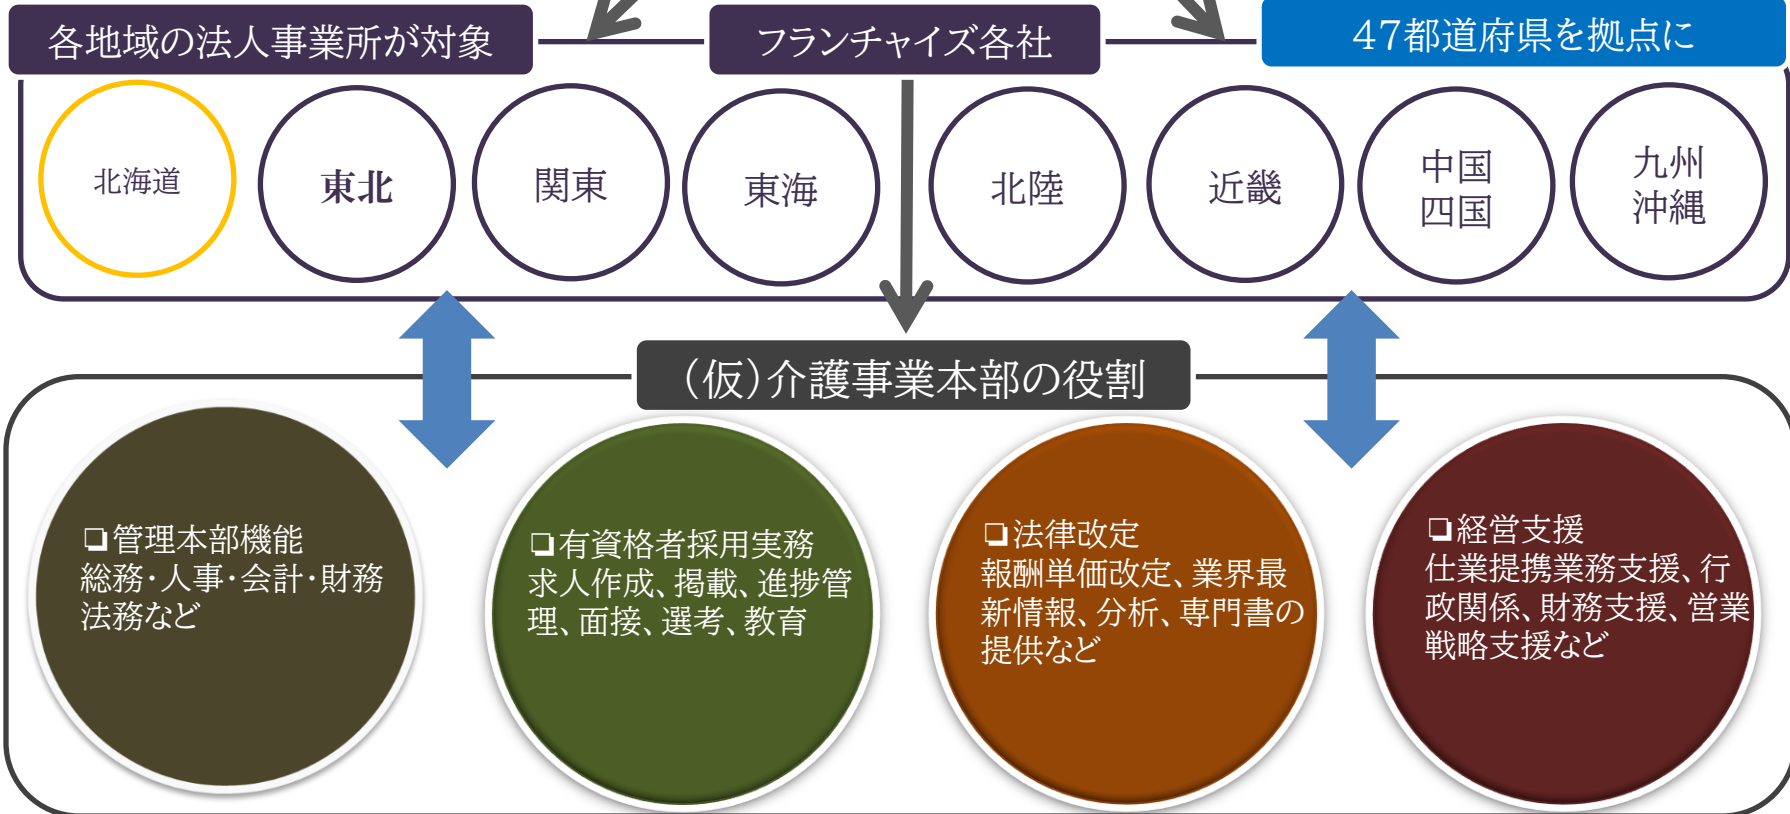 各地域の法人事業所が対象
フランチャイズ各社
47都道府県を拠点に
北海道
東北
関東
東海
北陸
近畿
中国
四国
九州
沖縄
（仮）介護事業本部の役割
❑管理本部機能
総務・人事・会計・財務
法務など
❑有資格者採用実務
求人作成、掲載、進捗管
理、面接、選考、教育
❑法律改定
報酬単価改定、業界最
新情報、分析、専門書の
提供など
❑経営支援
仕業提携業務支援、行
政関係、財務支援、営業
戦略支援など